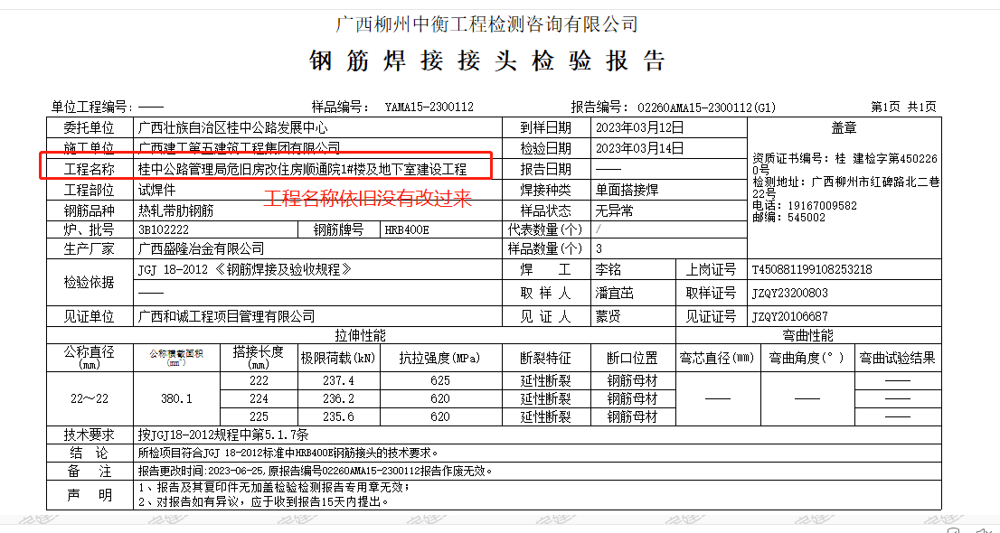 广西柳州中衡工程检测咨询有限公司
钢筋焊接接头检验报告
单位工程编号: —— 样品编号: YAMA15-2300112 报告编号: 02260AMA15-2300112(G1) 第1页 共1页
委托单位 广西壮族自治区桂中公路发展中心 到样日期 2023年03月12日 盖章
施工单位 广西建工第五建筑工程集团有限公司 检验日期 2023年03月14日
工程名称 桂中公路管理局危旧房改住房顺通院1#楼及地下室建设工程 报告日期 ——
资质证书编号: 桂 建检字第450226
0号
检测地址: 广西柳州市红碑路北二巷
22号
电话: 19167009582
邮编: 545002
工程部位 试焊件 焊接种类 单面搭接焊
工程名称依旧没有改过来
钢筋品种 热轧带肋钢筋 样品状态 无异常
炉、批号 3B102222 钢筋牌号 HRB400E 代表数量(个) /
生产厂家 广西盛隆冶金有限公司 样品数量(个) 3
检验依据 JGJ 18-2012 《钢筋焊接及验收规程》 焊 工 李铭 上岗证号 T450881199108253218
—— 取 样 人 潘宜茁 取样证号 JZQY23200803
见证单位 广西和诚工程项目管理有限公司 见 证 人 蒙贤 见证证号 JZQY20106687
拉伸性能 弯曲性能
公称直径(mm) 公称横截面积(mm²) 搭接长度(mm) 极限荷载(kN) 抗拉强度(MPa) 断裂特征 断口位置 弯芯直径(mm) 弯曲角度(°) 弯曲试验结果
222 237.4 625 延性断裂 钢筋母材 ——
22～22 380.1 224 236.2 620 延性断裂 钢筋母材 —— —— ——
225 235.6 620 延性断裂 钢筋母材 ——
技术要求 按JGJ18-2012规程中第5.1.7条
结 论 所检项目符合JGJ 18-2012标准中HRB400E钢筋接头的技术要求。
备 注 报告更改时间:2023-06-25,原报告编号02260AMA15-2300112报告作废无效。
声 明 1、报告及其复印件无加盖检验检测报告专用章无效;
2、对报告如有异议, 应于收到报告15天内提出。